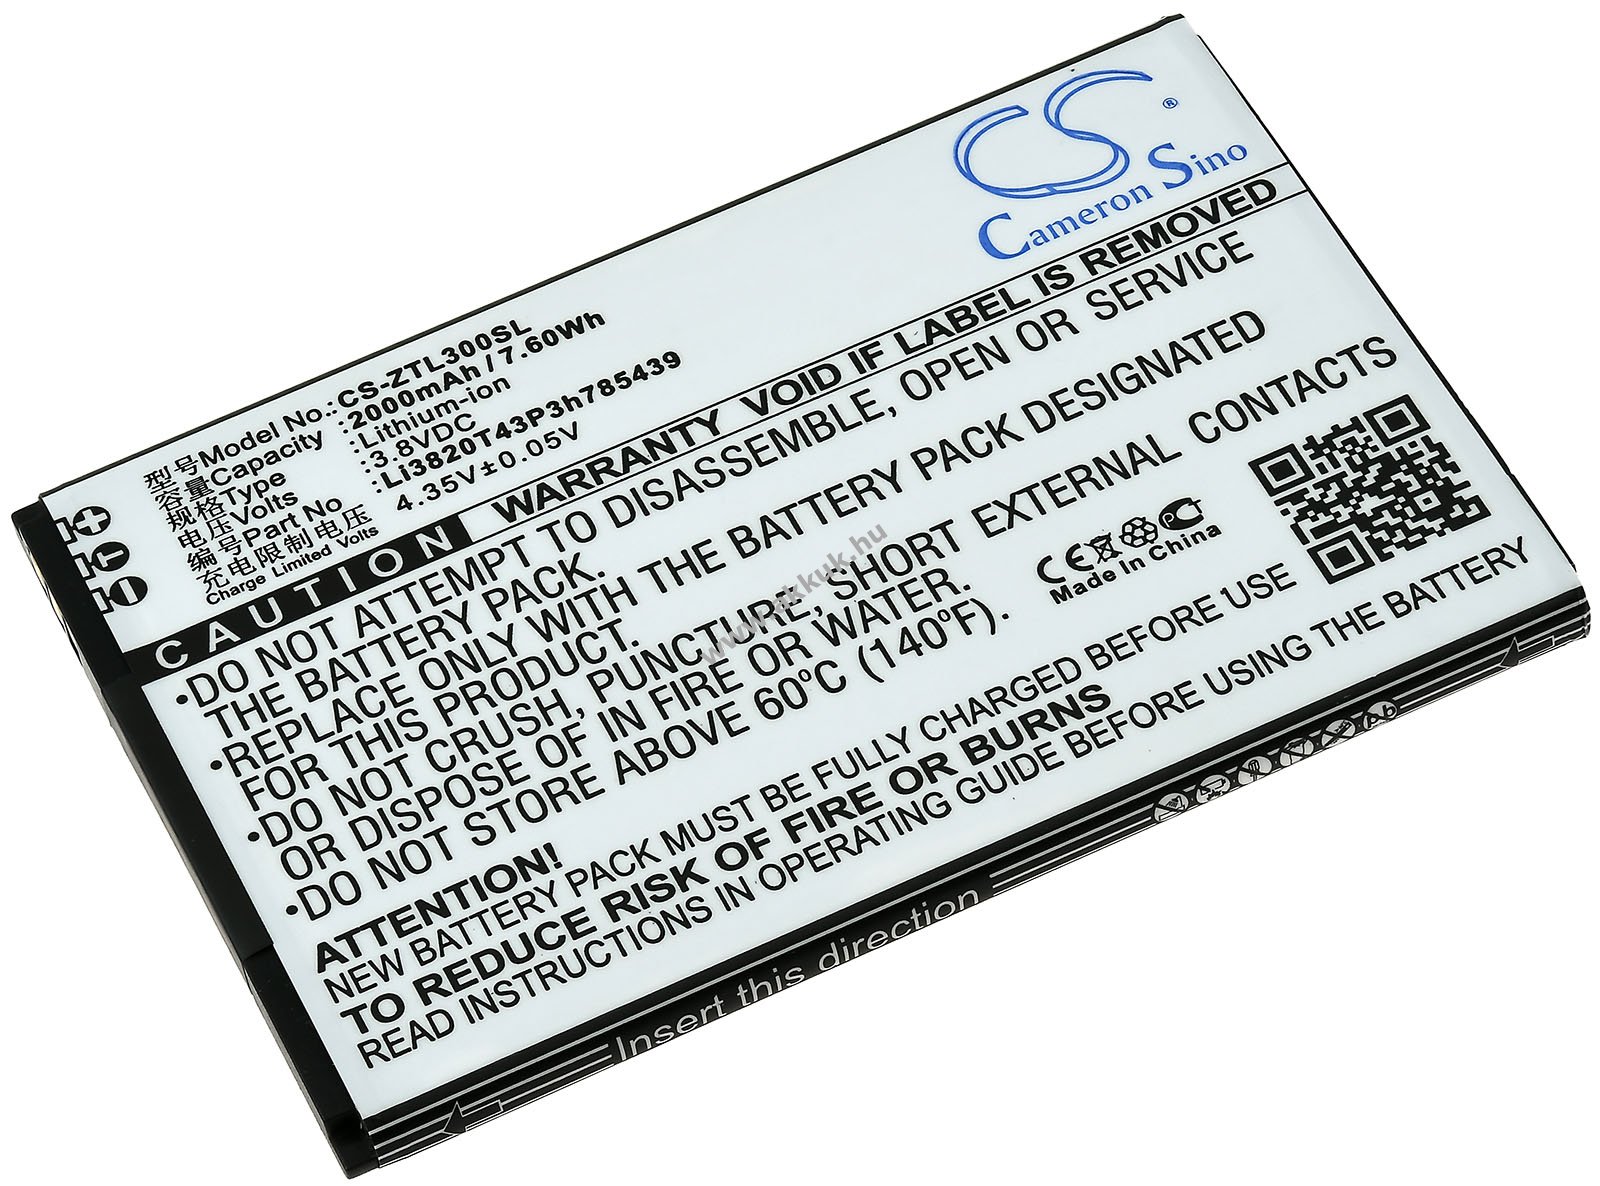 CS®
Cameron Sino
型号Model No.:CS-ZTL300SL
容量Capacity :2000mAh / 7.60Wh
规格Type :Lithium-ion
电压Volts :3.8VDC
编号Part No :Li3820T43P3h785439
充电限制电压 4.35V±0.05V
Charge Limited Volts
CAUTION WARRANTY VOID IF LABEL IS REMOVED
•DO NOT ATTEMPT TO DISASSEMBLE, OPEN OR SERVICE
THE BATTERY PACK.
•REPLACE ONLY WITH THE BATTERY PACK DESIGNATED
FOR THIS PRODUCT.
•DO NOT CRUSH, PUNCTURE, SHORT EXTERNAL
OR DISPOSE OF IN FIRE OR WATER.
•DO NOT STORE ABOVE 60°C (140°F).
CE
Made in China
ATTENTION!
NEW BATTERY PACK MUST BE FULLY CHARGED BEFORE USE
TO REDUCE RISK OF FIRE OR BURNS
READ INSTRUCTIONS IN OPERATING GUIDE BEFORE USING THE BATTERY
Insert this direction
www.akkuk.hu